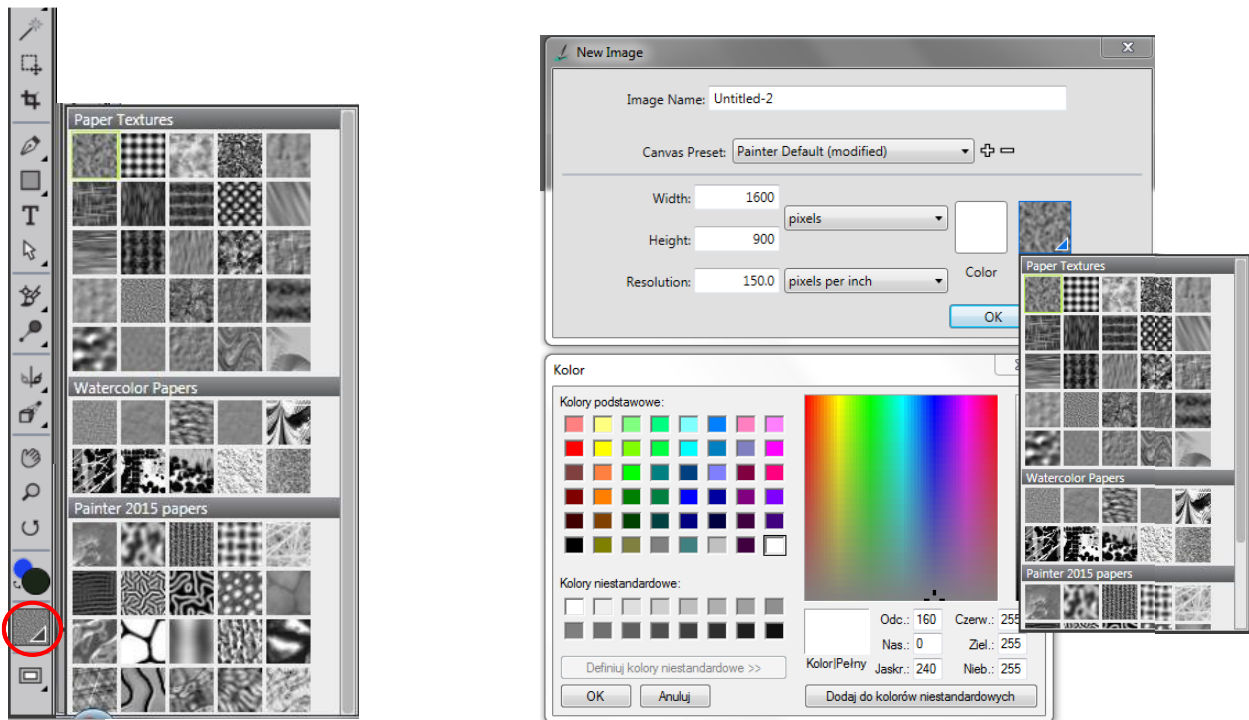 Paper Textures
Watercolor Papers
Painter 2015 papers
T
New Image
x
Image Name: Untitled-2
Canvas Preset: Painter Default (modified)
Width: 1600
pixels
Height: 900
Resolution: 150.0 pixels per inch
Color
OK
Paper Textures
Watercolor Papers
Painter 2015 papers
Kolor
Kolory podstawowe:
Kolory niestandardowe:
Definiuj kolory niestandardowe >>
OK Anuluj
Kolor|Pełny
Odc.: 160 Czerw.: 255
Nas.: 0 Ziel.: 255
Jaskr.: 240 Nieb.: 255
Dodaj do kolorów niestandardowych